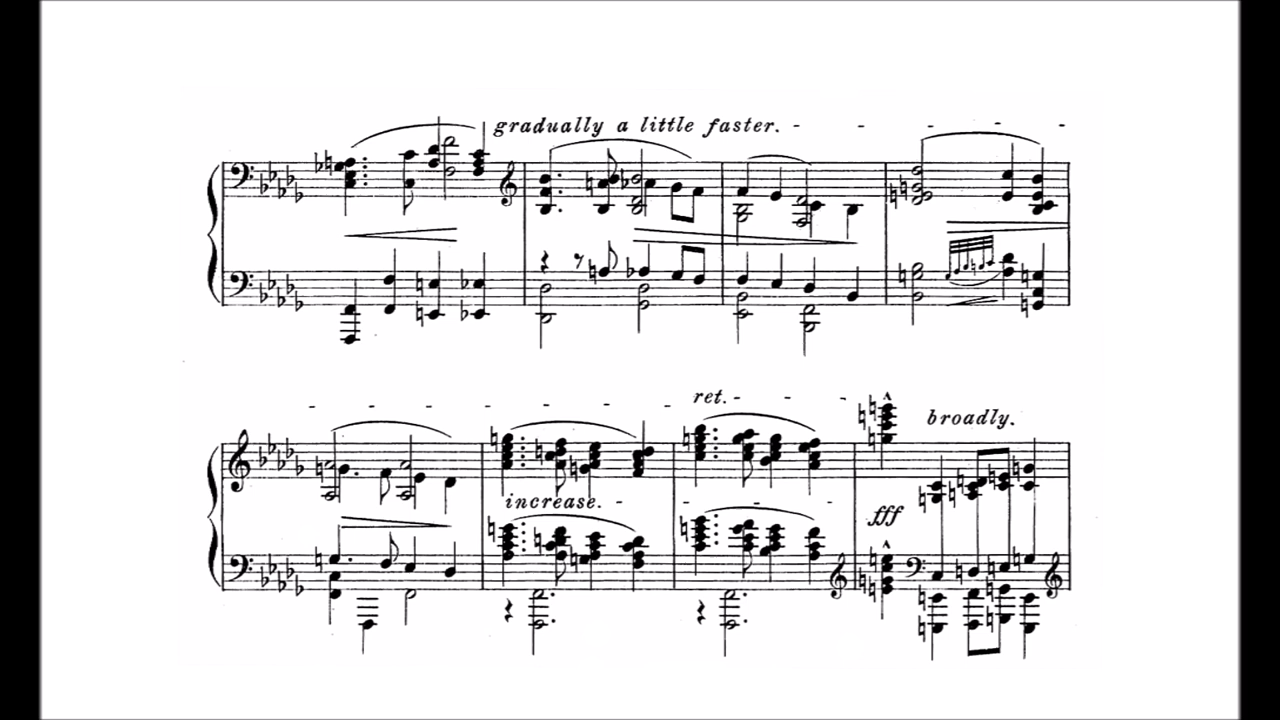 gradually a little faster. - - - - -
- - - - - - -
ret. - - -
broadly.
increase. - - - - -
fff